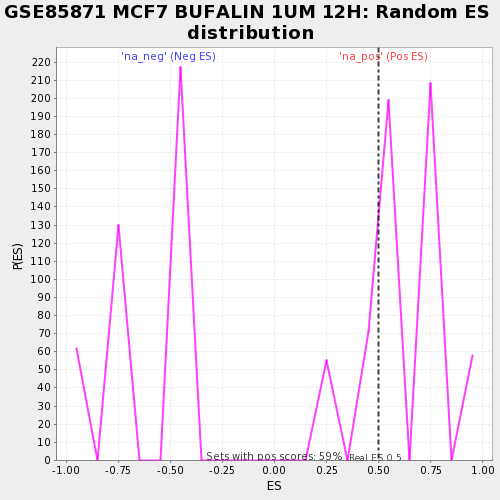 GSE85871 MCF7 BUFALIN 1UM 12H: Random ES
distribution
'na_neg' (Neg ES)
'na_pos' (Pos ES)
220
210
200
190
180
170
160
150
140
130
120
110
100
90
80
70
60
50
40
30
20
10
0
P(ES)
Sets with pos scores: 59%
Real ES 0.5
-1.00 -0.75 -0.50 -0.25 0.00 0.25 0.50 0.75 1.00
ES